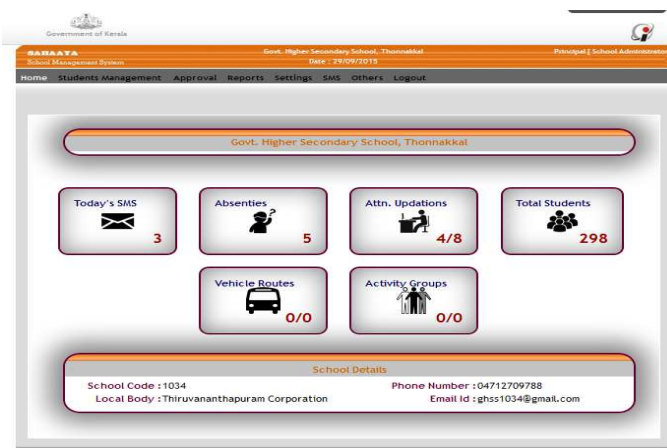 Government of Kerala
SAHAATA
School Management System
Govt. Higher Secondary School, Thonnakkal
Date : 29/09/2015
Principal [ School Administrator
Home Students Management Approval Reports Settings SMS Others Logout
Govt. Higher Secondary School, Thonnakkal
Today's SMS
3
Absenties
5
Attn. Updations
4/8
Total Students
298
Vehicle Routes
0/0
Activity Groups
0/0
School Details
School Code : 1034
Phone Number : 04712709788
Local Body : Thiruvananthapuram Corporation
Email Id : ghss1034@gmail.com